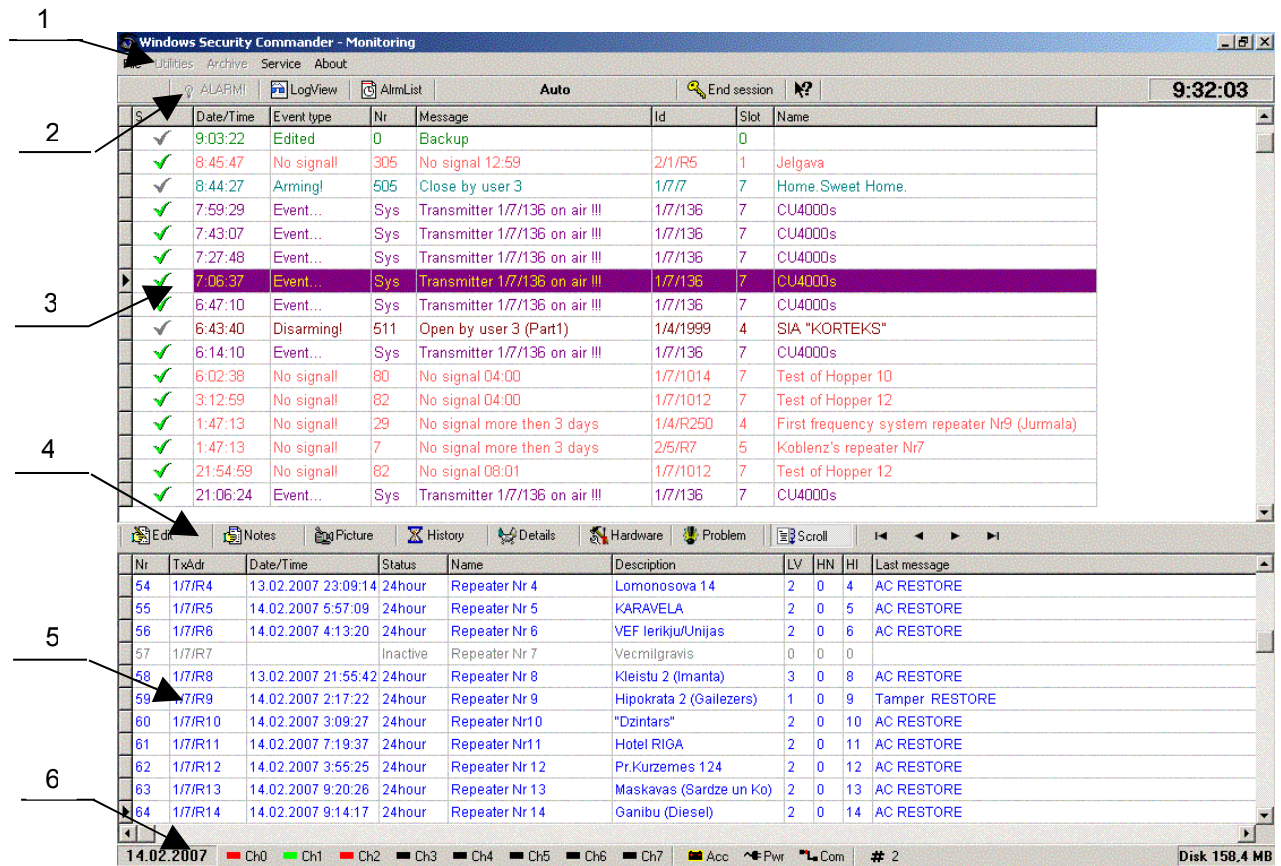 1
Windows Security Commander - Monitoring
File Utilities Archive Service About
ALARM! LogView AlrmList Auto End session 9:32:03
2
S Date/Time Event type Nr Message Id Slot Name
9:03:22 Edited 0 Backup 0
8:45:47 No signal! 305 No signal 12:59 2/1/R5 1 Jelgava
8:44:27 Arming! 505 Close by user 3 1/7/7 7 Home.Sweet Home.
7:59:29 Event... Sys Transmitter 1/7/136 on air !!! 1/7/136 7 CU4000s
7:43:07 Event... Sys Transmitter 1/7/136 on air !!! 1/7/136 7 CU4000s
7:27:48 Event... Sys Transmitter 1/7/136 on air !!! 1/7/136 7 CU4000s
7:06:37 Event... Sys Transmitter 1/7/136 on air !!! 1/7/136 7 CU4000s
3
6:47:10 Event... Sys Transmitter 1/7/136 on air !!! 1/7/136 7 CU4000s
6:43:40 Disarming! 511 Open by user 3 (Part1) 1/4/1999 4 SIA "KORTEKS"
6:14:10 Event... Sys Transmitter 1/7/136 on air !!! 1/7/136 7 CU4000s
6:02:38 No signal! 80 No signal 04:00 1/7/1014 7 Test of Hopper 10
3:12:59 No signal! 82 No signal 04:00 1/7/1012 7 Test of Hopper 12
1:47:13 No signal! 29 No signal more then 3 days 1/4/R250 4 First frequency system repeater Nr9 (Jurmala)
4
1:47:13 No signal! 7 No signal more then 3 days 2/5/R7 5 Koblenz's repeater Nr7
21:54:59 No signal! 82 No signal 08:01 1/7/1012 7 Test of Hopper 12
21:06:24 Event... Sys Transmitter 1/7/136 on air !!! 1/7/136 7 CU4000s
Edit Notes Picture History Details Hardware Problem Scroll
Nr TxAdr Date/Time Status Name Description LV HN HI Last message
54 1/7/R4 13.02.2007 23:09:14 24hour Repeater Nr 4 Lomonosova 14 2 0 4 AC RESTORE
55 1/7/R5 14.02.2007 5:57:09 24hour Repeater Nr 5 KARAVELA 2 0 5 AC RESTORE
56 1/7/R6 14.02.2007 4:13:20 24hour Repeater Nr 6 VEF Ierikju/Unijas 2 0 6 AC RESTORE
5
57 1/7/R7 Inactive Repeater Nr 7 Vecmilgravis 0 0 0
58 1/7/R8 13.02.2007 21:55:42 24hour Repeater Nr 8 Kleistu 2 (Imanta) 3 0 8 AC RESTORE
59 1/7/R9 14.02.2007 2:17:22 24hour Repeater Nr 9 Hipokrata 2 (Gailezers) 1 0 9 Tamper RESTORE
60 1/7/R10 14.02.2007 3:09:27 24hour Repeater Nr10 "Dzintars" 2 0 10 AC RESTORE
61 1/7/R11 14.02.2007 7:19:37 24hour Repeater Nr11 Hotel RIGA 2 0 11 AC RESTORE
62 1/7/R12 14.02.2007 3:55:25 24hour Repeater Nr 12 Pr.Kurzemes 124 2 0 12 AC RESTORE
6
63 1/7/R13 14.02.2007 9:20:26 24hour Repeater Nr 13 Maskavas (Sardze un Ko) 2 0 13 AC RESTORE
64 1/7/R14 14.02.2007 9:14:17 24hour Repeater Nr 14 Ganibu (Diesel) 2 0 14 AC RESTORE
14.02.2007 Ch0 Ch1 Ch2 Ch3 Ch4 Ch5 Ch6 Ch7 Acc Pwr Com # 2 Disk 158,4 MB